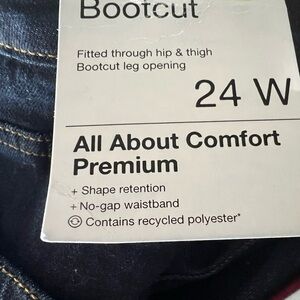 Bootcut
Fitted through hip & thigh
Bootcut leg opening
24 W
All About Comfort
Premium
+ Shape retention
+ No-gap waistband
Contains recycled polyester*